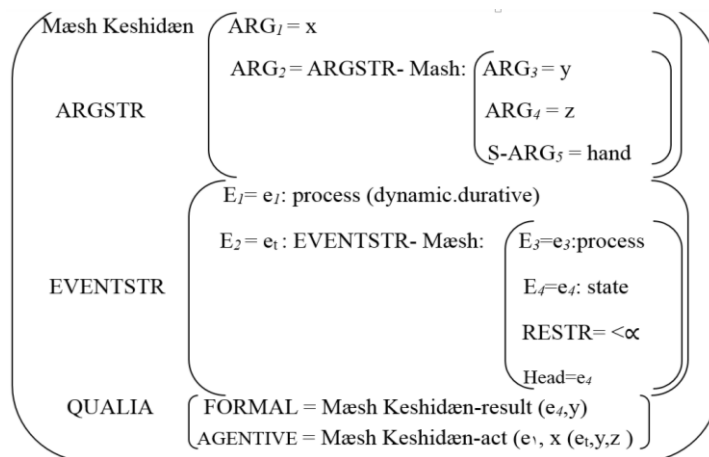 Mæsh Keshidæn ARG1 = x
ARG2 = ARGSTR- Mash: ARG3 = y
ARGSTR ARG4 = z
S-ARG5 = hand
E1= e1: process (dynamic.durative)
E2 = et : EVENTSTR- Mæsh: E3=e3:process
EVENTSTR E4=e4: state
RESTR= <∝
Head=e4
QUALIA FORMAL = Mæsh Keshidæn-result (e4,y)
AGENTIVE = Mæsh Keshidæn-act (e۱, x (et,y,z )